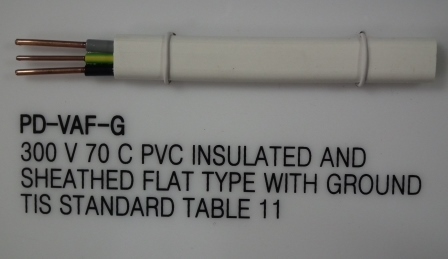 PD-VAF-G
300 V 70 C PVC INSULATED AND
SHEATHED FLAT TYPE WITH GROUND
TIS STANDARD TABLE 11